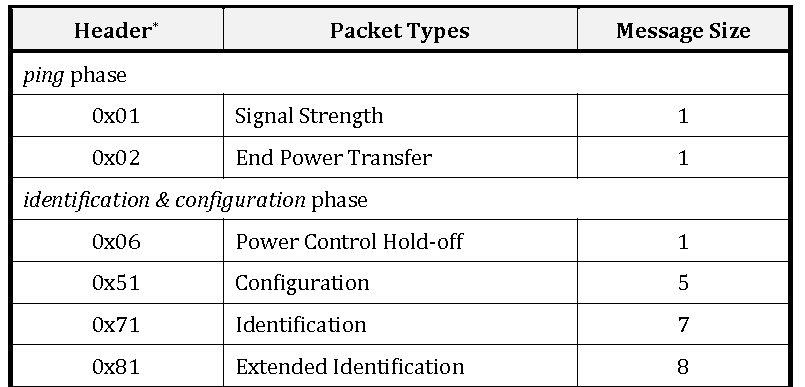 Header* Packet Types Message Size
ping phase
0x01 Signal Strength 1
0x02 End Power Transfer 1
identification & configuration phase
0x06 Power Control Hold-off 1
0x51 Configuration 5
0x71 Identification 7
0x81 Extended Identification 8